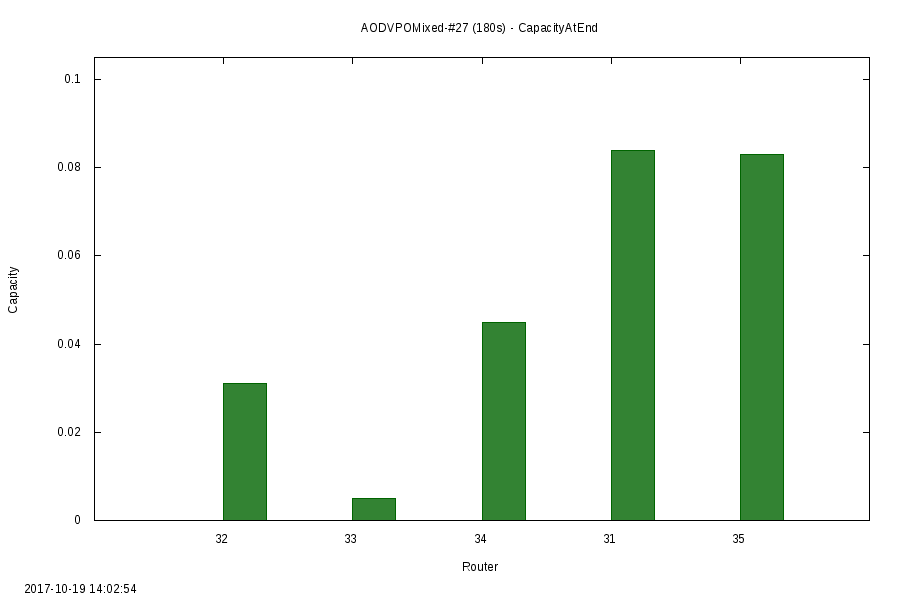 AODVPOMixed-#27 (180s) - CapacityAtEnd
0.1
0.08
0.06
0.04
0.02
0
Capacity
32 33 34 31 35
Router
2017-10-19 14:02:54